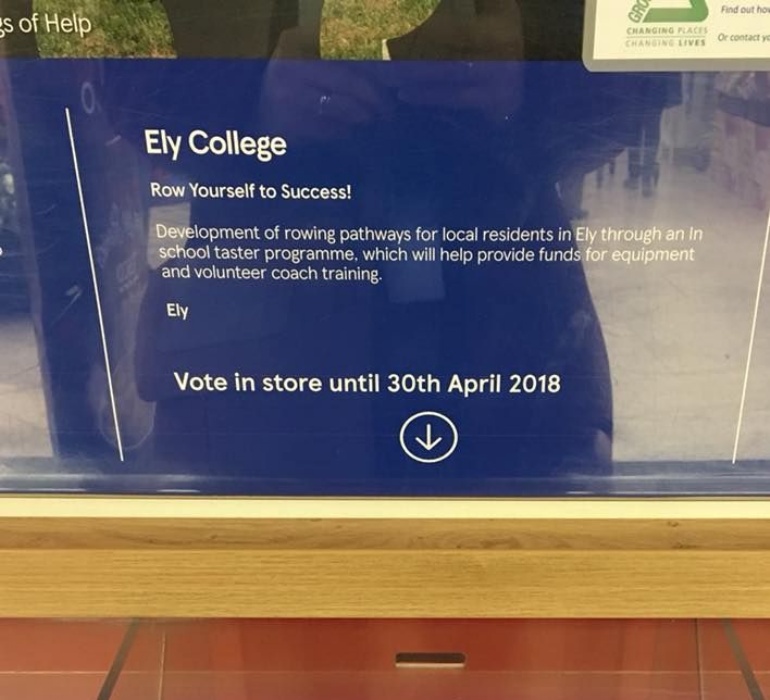 gs of Help
CHANGING PLACES
CHANGING LIVES
Find out how
Or contact yo
Ely College
Row Yourself to Success!
Development of rowing pathways for local residents in Ely through an In
school taster programme, which will help provide funds for equipment
and volunteer coach training.
Ely
Vote in store until 30th April 2018